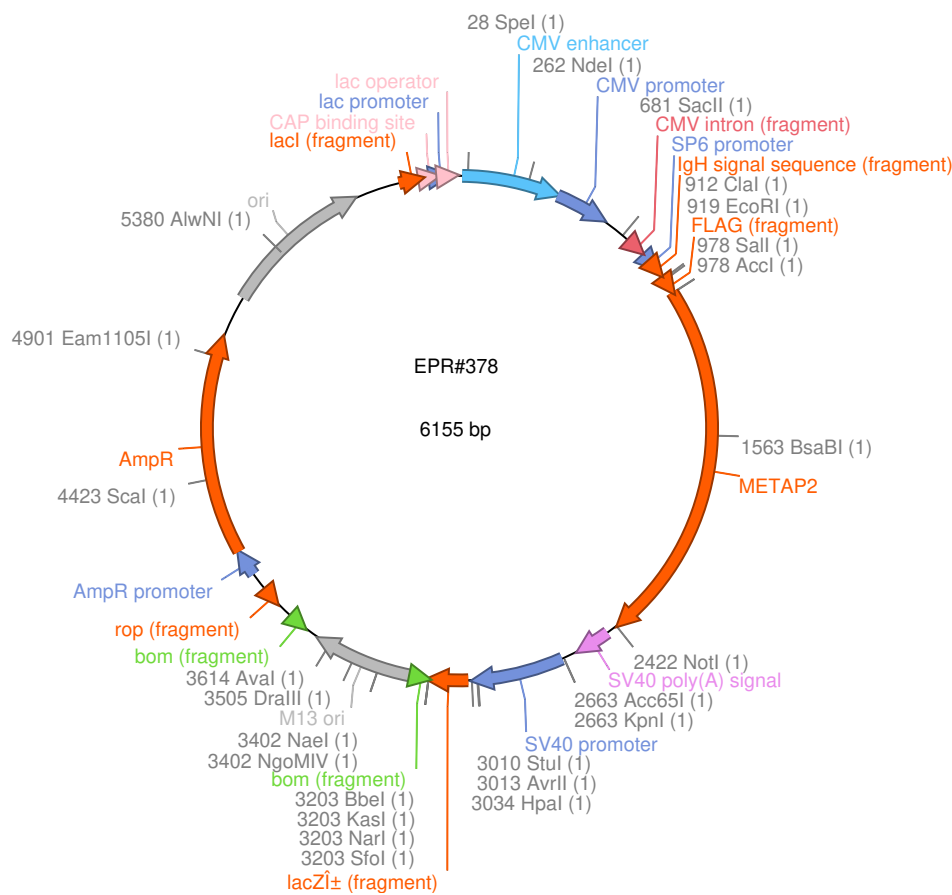 28 SpeI (1)
CMV enhancer
262 NdeI (1)
CMV promoter
681 SacII (1)
CMV intron (fragment)
SP6 promoter
IgH signal sequence (fragment)
912 ClaI (1)
919 EcoRI (1)
FLAG (fragment)
978 SalI (1)
978 AccI (1)
1563 BsaBI (1)
METAP2
2422 NotI (1)
SV40 poly(A) signal
2663 Acc65I (1)
2663 KpnI (1)
SV40 promoter
3010 StuI (1)
3013 AvrII (1)
3034 HpaI (1)
lacZÎ± (fragment)
3203 SfoI (1)
3203 NarI (1)
3203 KasI (1)
3203 BbeI (1)
bom (fragment)
3402 NgoMIV (1)
3402 NaeI (1)
M13 ori
3505 DraIII (1)
3614 AvaI (1)
bom (fragment)
rop (fragment)
AmpR promoter
4423 ScaI (1)
AmpR
4901 Eam1105I (1)
5380 AlwNI (1)
ori
lacI (fragment)
CAP binding site
lac promoter
lac operator
EPR#378
6155 bp